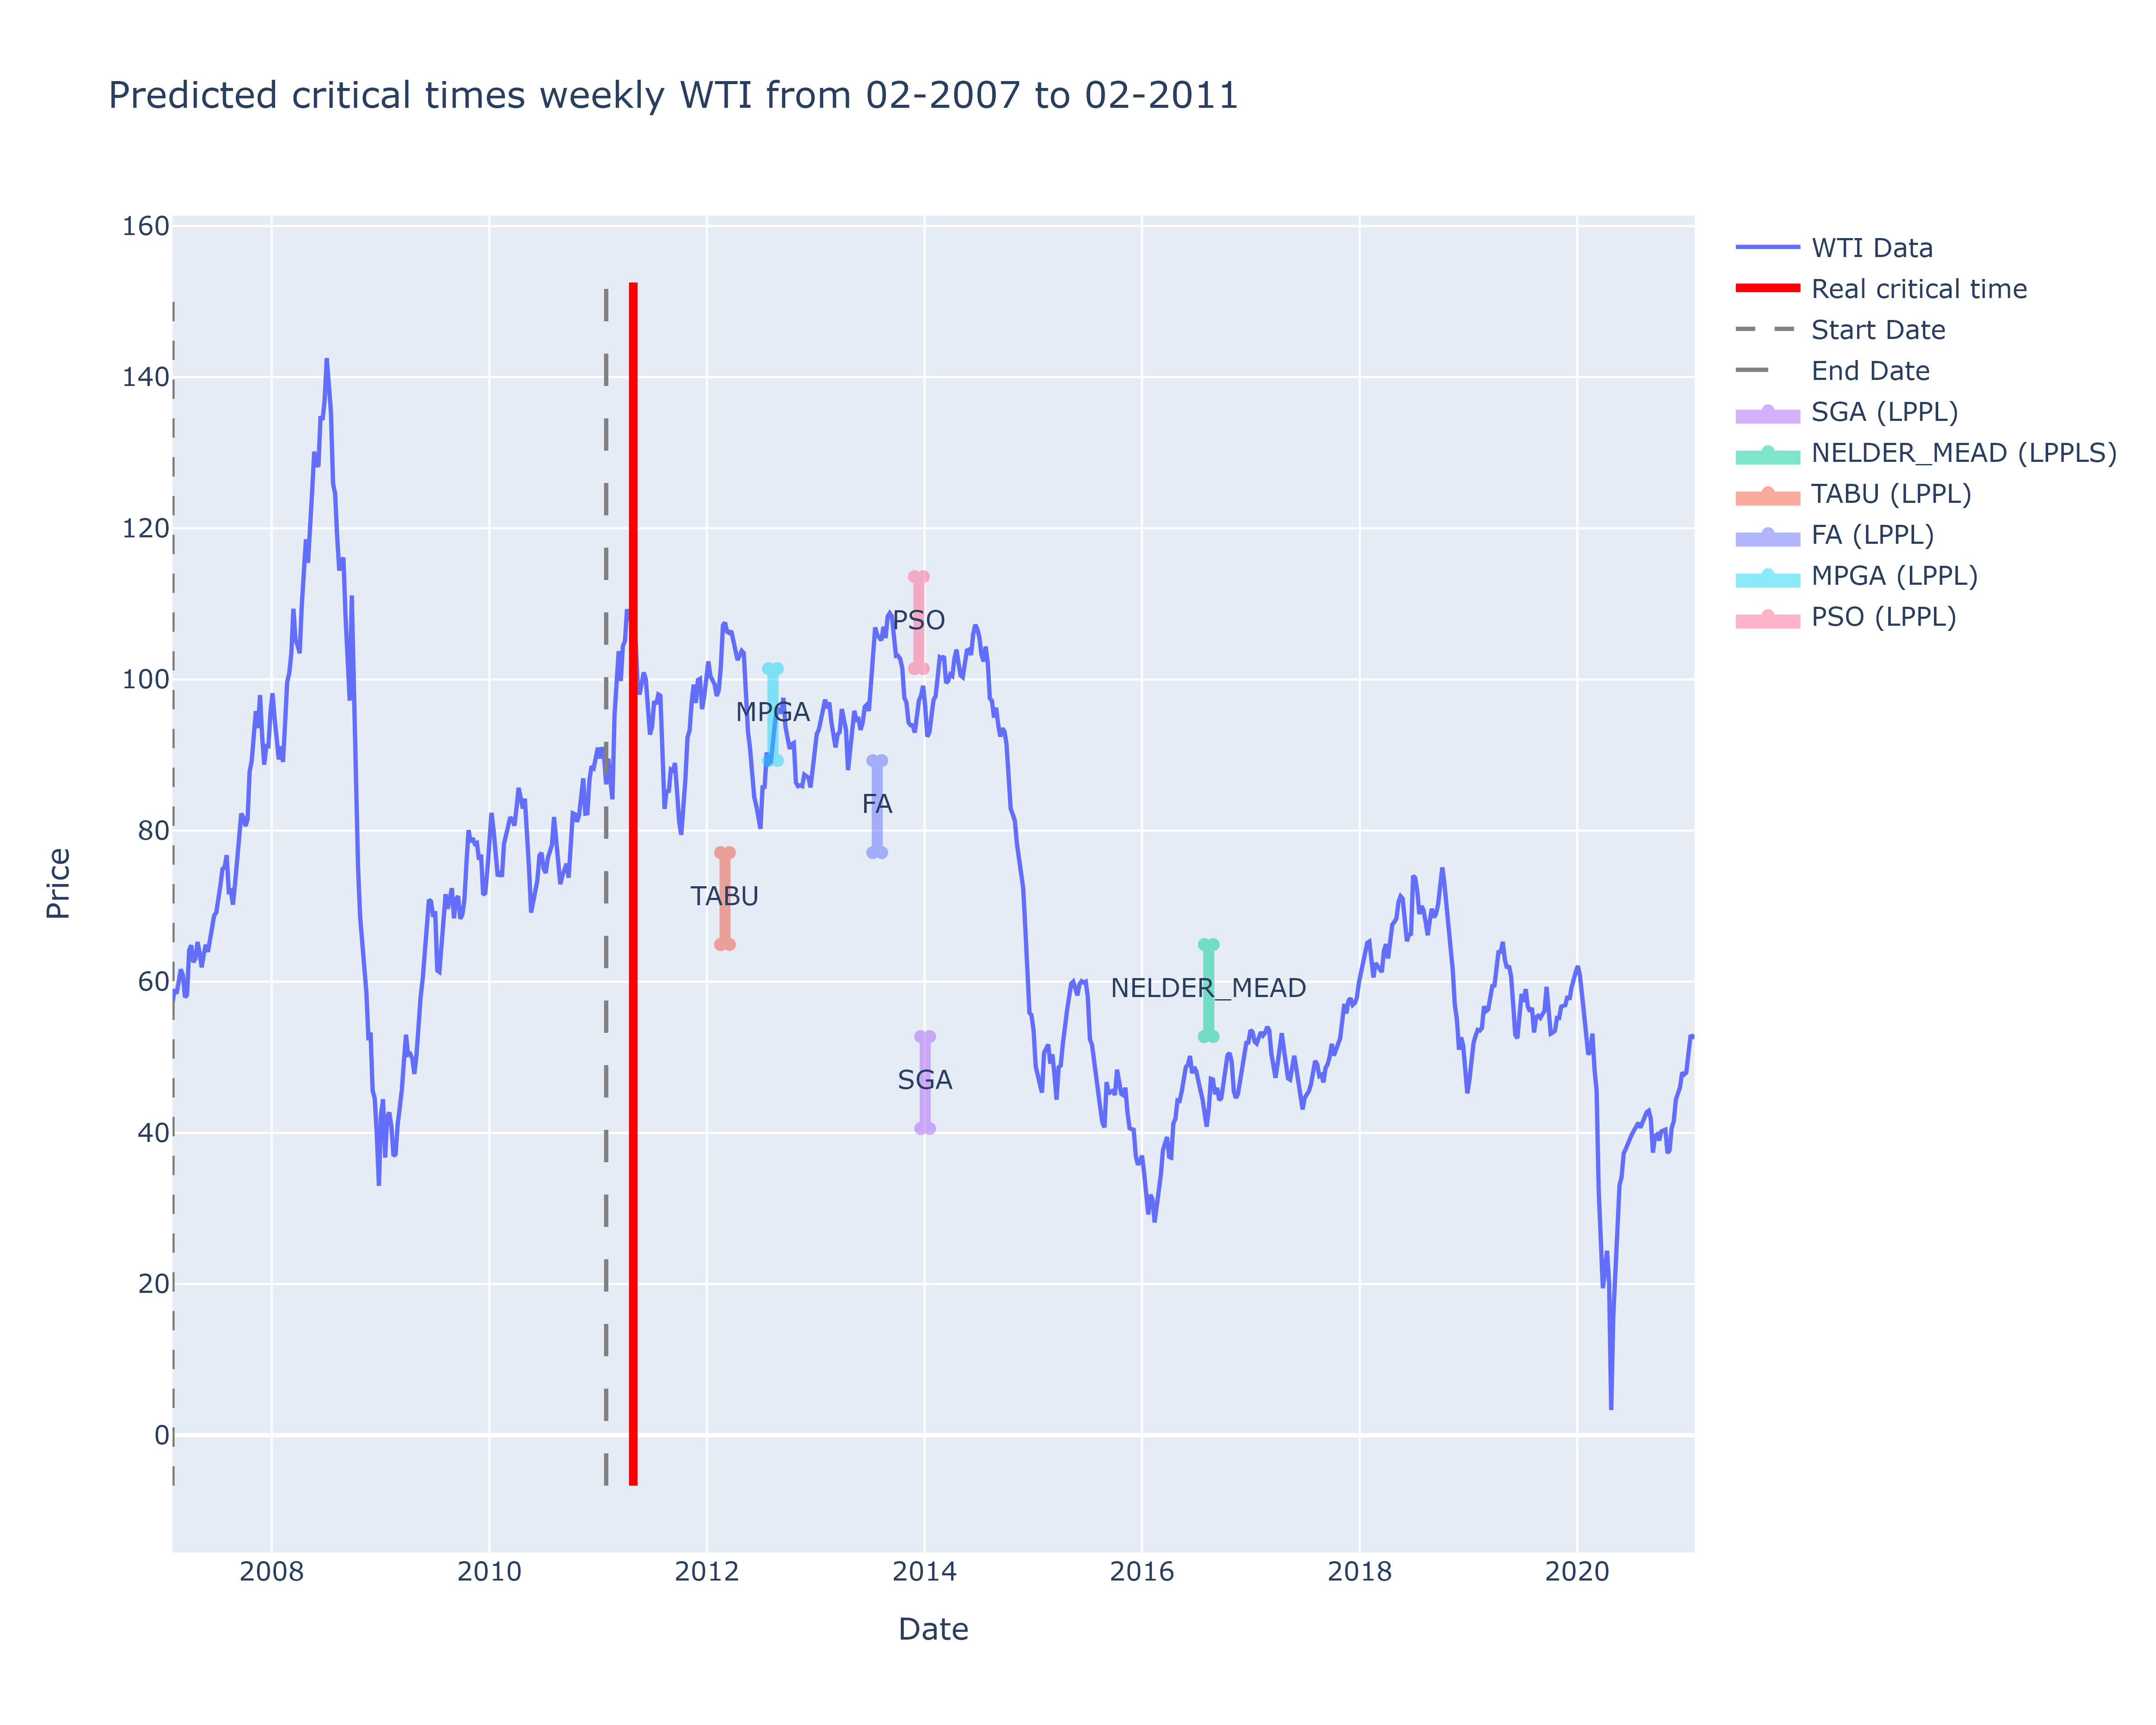 Predicted critical times weekly WTI from 02-2007 to 02-2011
160
140
120
100
80
60
40
20
0
Price
2008
2010
2012
2014
2016
2018
2020
Date
PSO
MPGA
FA
TABU
NELDER_MEAD
SGA
WTI Data
Real critical time
Start Date
End Date
SGA (LPPL)
NELDER_MEAD (LPPLS)
TABU (LPPL)
FA (LPPL)
MPGA (LPPL)
PSO (LPPL)